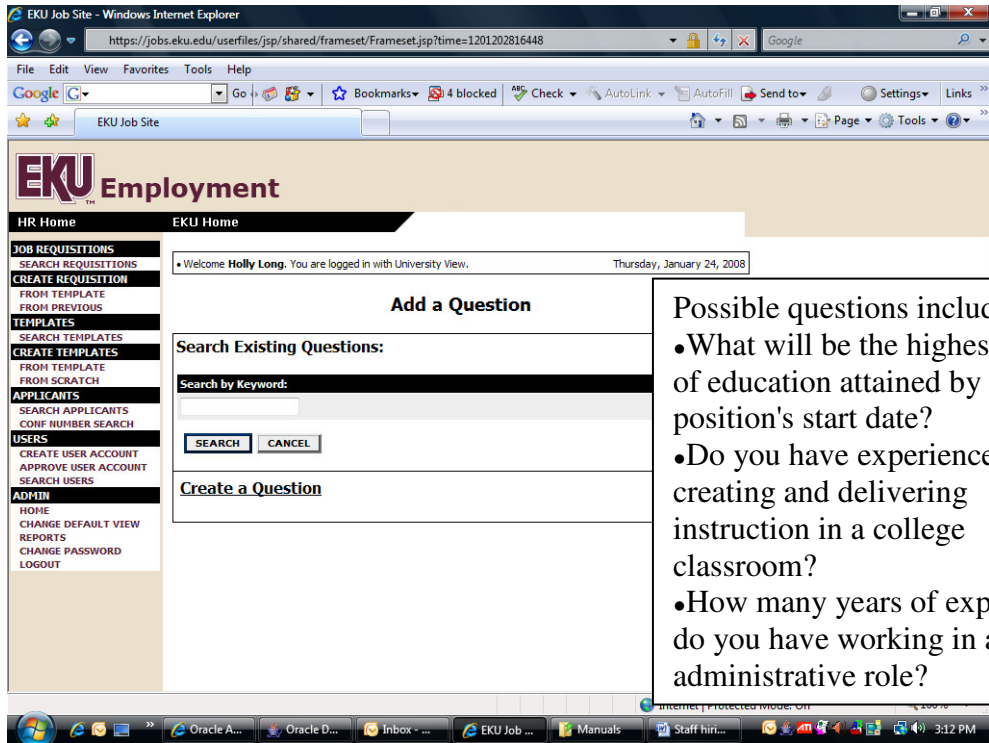 EKU Job Site - Windows Internet Explorer
https://jobs.eku.edu/userfiles/jsp/shared/frameset/Frameset.jsp?time=1201202816448
Google
File Edit View Favorites Tools Help
Google G Go Bookmarks 4 blocked ABC Check AutoLink AutoFill Send to Settings Links »
EKU Job Site Page Tools »
EKU TM Employment
HR Home EKU Home
JOB REQUISITIONS
SEARCH REQUISITIONS
CREATE REQUISITION
FROM TEMPLATE
FROM PREVIOUS
TEMPLATES
SEARCH TEMPLATES
CREATE TEMPLATES
FROM TEMPLATE
FROM SCRATCH
APPLICANTS
SEARCH APPLICANTS
CONF NUMBER SEARCH
USERS
CREATE USER ACCOUNT
APPROVE USER ACCOUNT
SEARCH USERS
ADMIN
HOME
CHANGE DEFAULT VIEW
REPORTS
CHANGE PASSWORD
LOGOUT
• Welcome Holly Long. You are logged in with University View. Thursday, January 24, 2008
Add a Question
Search Existing Questions:
Search by Keyword:
SEARCH CANCEL
Create a Question
Possible questions includ
•What will be the highes
of education attained by
position's start date?
•Do you have experience
creating and delivering
instruction in a college
classroom?
•How many years of exp
do you have working in a
administrative role?
Internet | Protected Mode: On
» Oracle A... Oracle D... Inbox - ... EKU Job ... Manuals Staff hiri... 3:12 PM